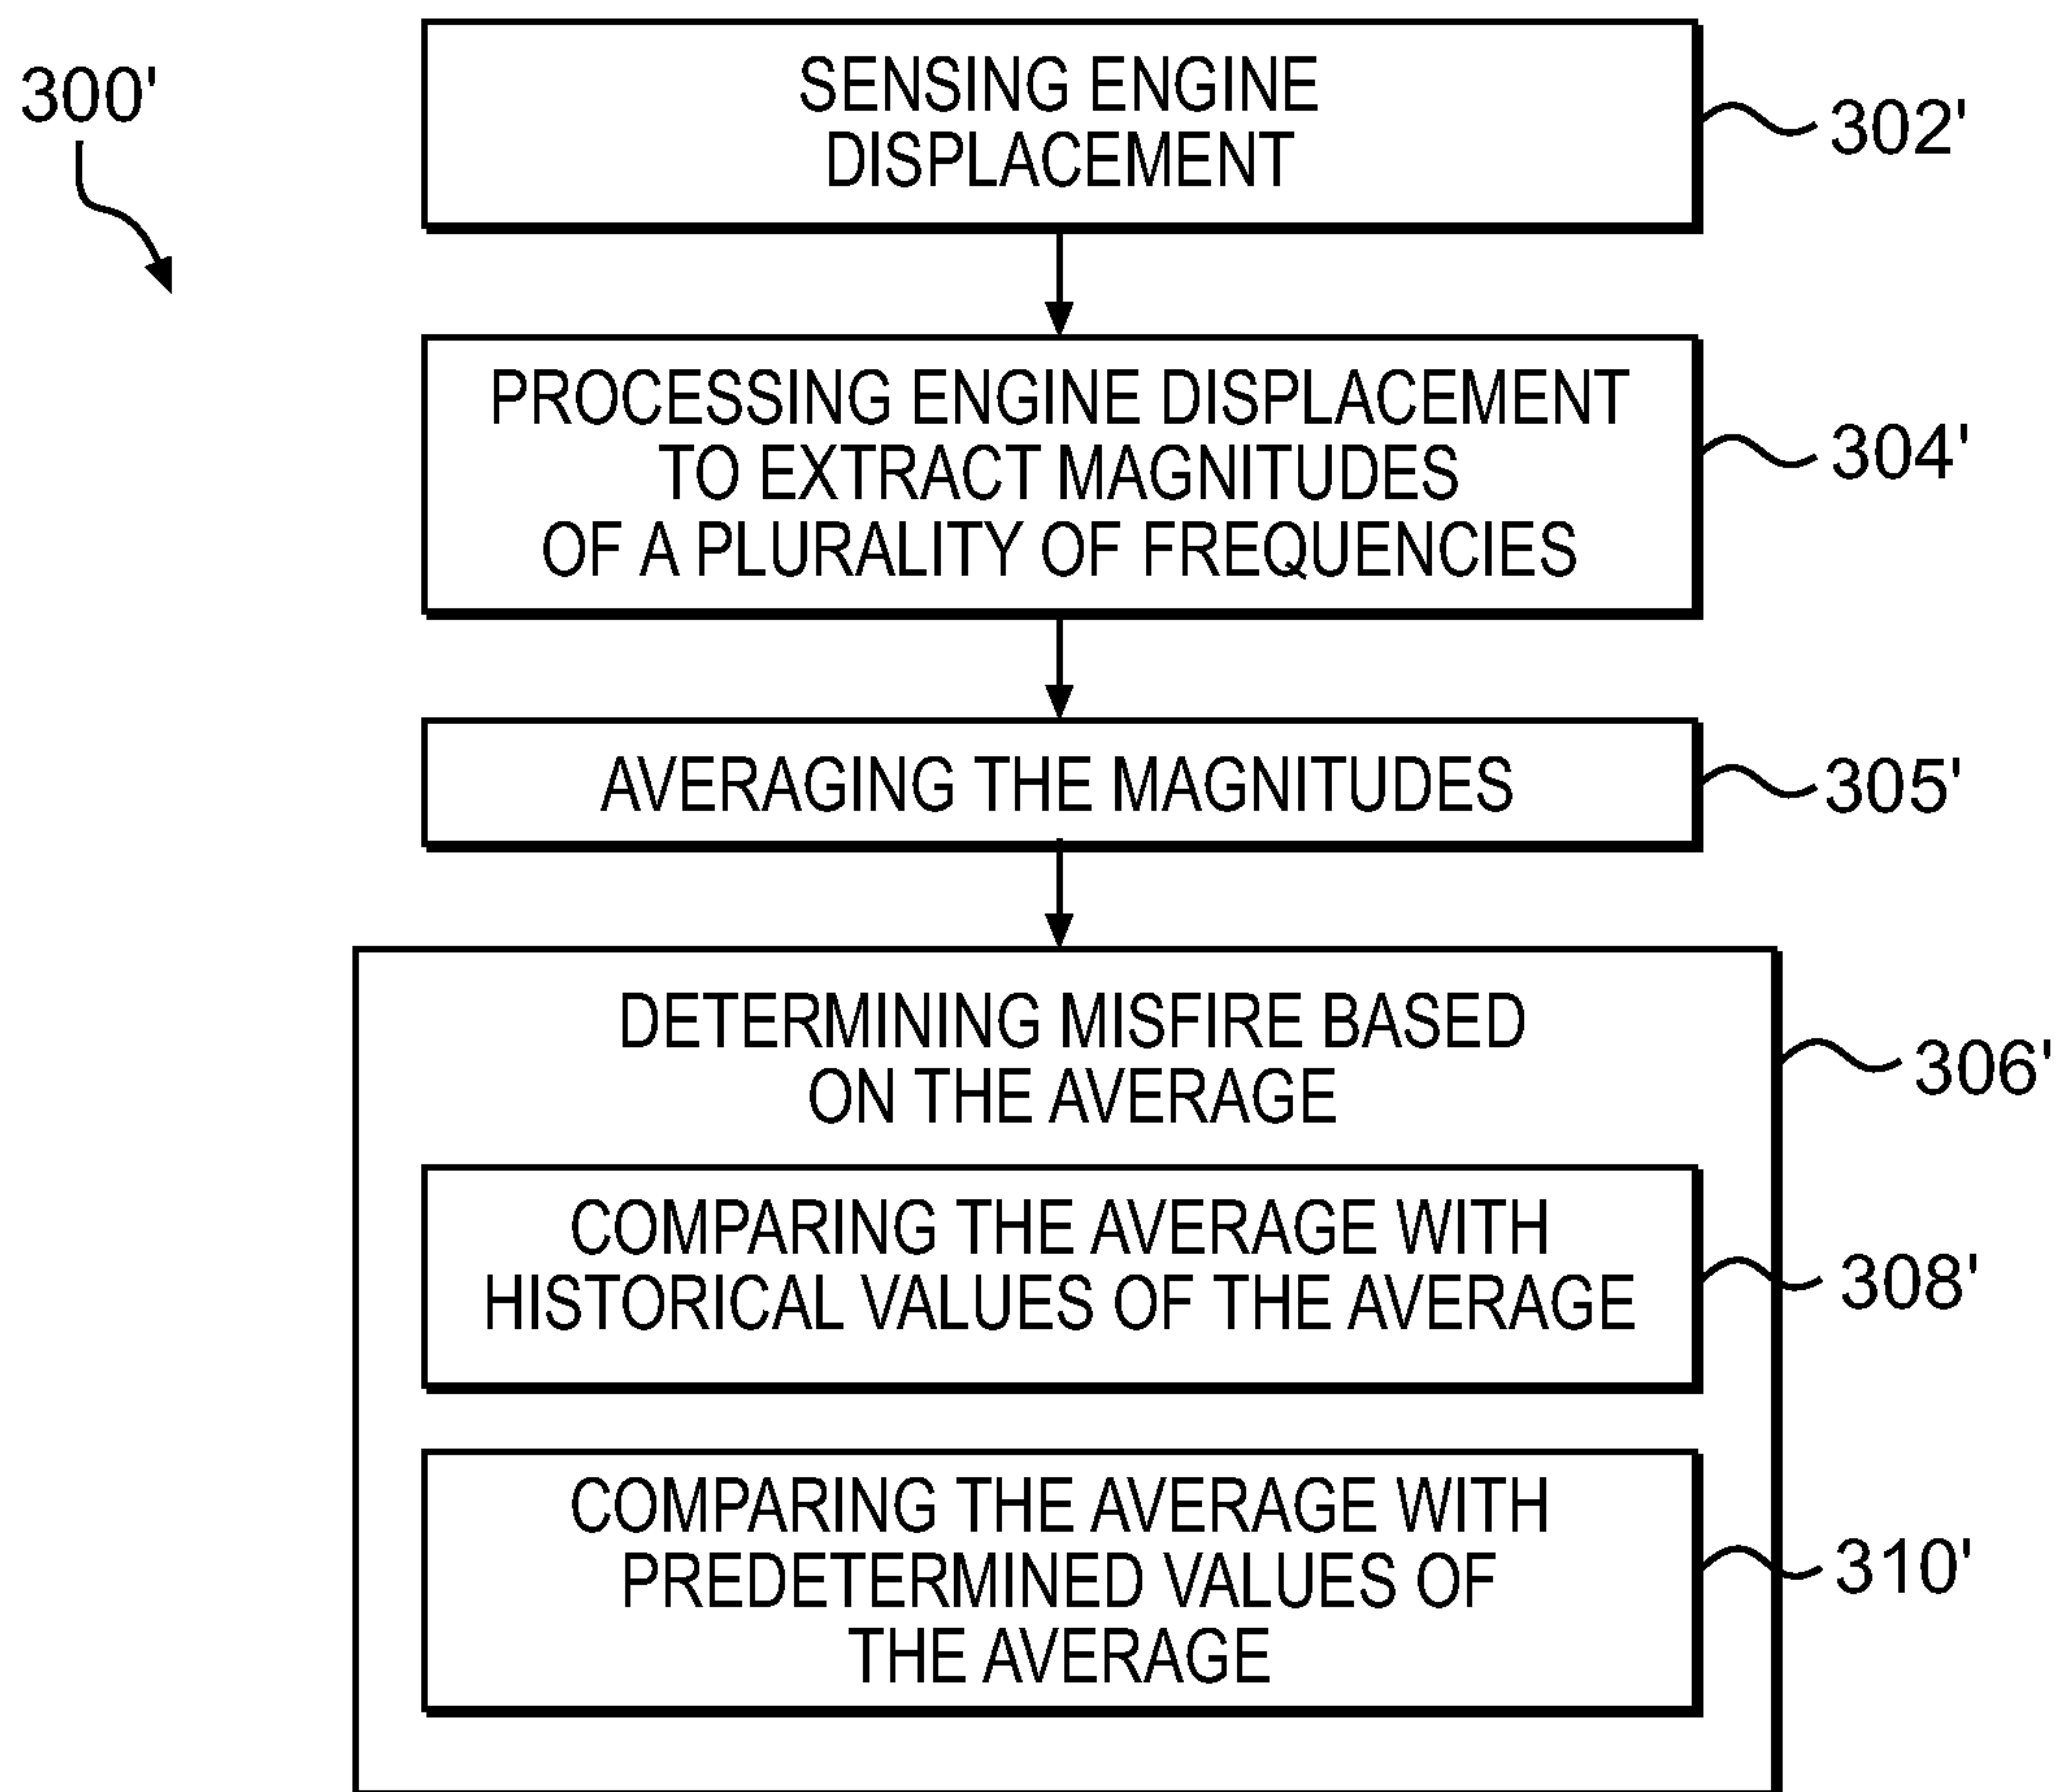 300'
SENSING ENGINE
DISPLACEMENT
302'
PROCESSING ENGINE DISPLACEMENT
TO EXTRACT MAGNITUDES
OF A PLURALITY OF FREQUENCIES
304'
AVERAGING THE MAGNITUDES
305'
DETERMINING MISFIRE BASED
ON THE AVERAGE
306'
COMPARING THE AVERAGE WITH
HISTORICAL VALUES OF THE AVERAGE
308'
COMPARING THE AVERAGE WITH
PREDETERMINED VALUES OF
THE AVERAGE
310'